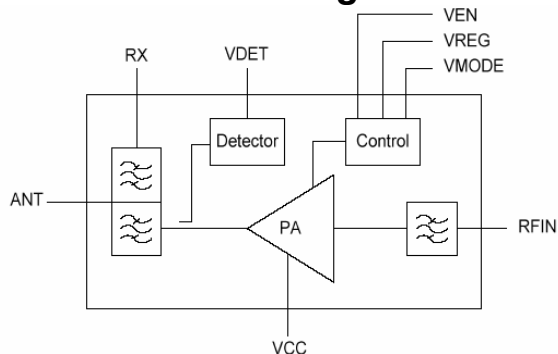 VEN
VREG
VMODE
RX
VDET
Detector
Control
ANT
PA
RFIN
VCC